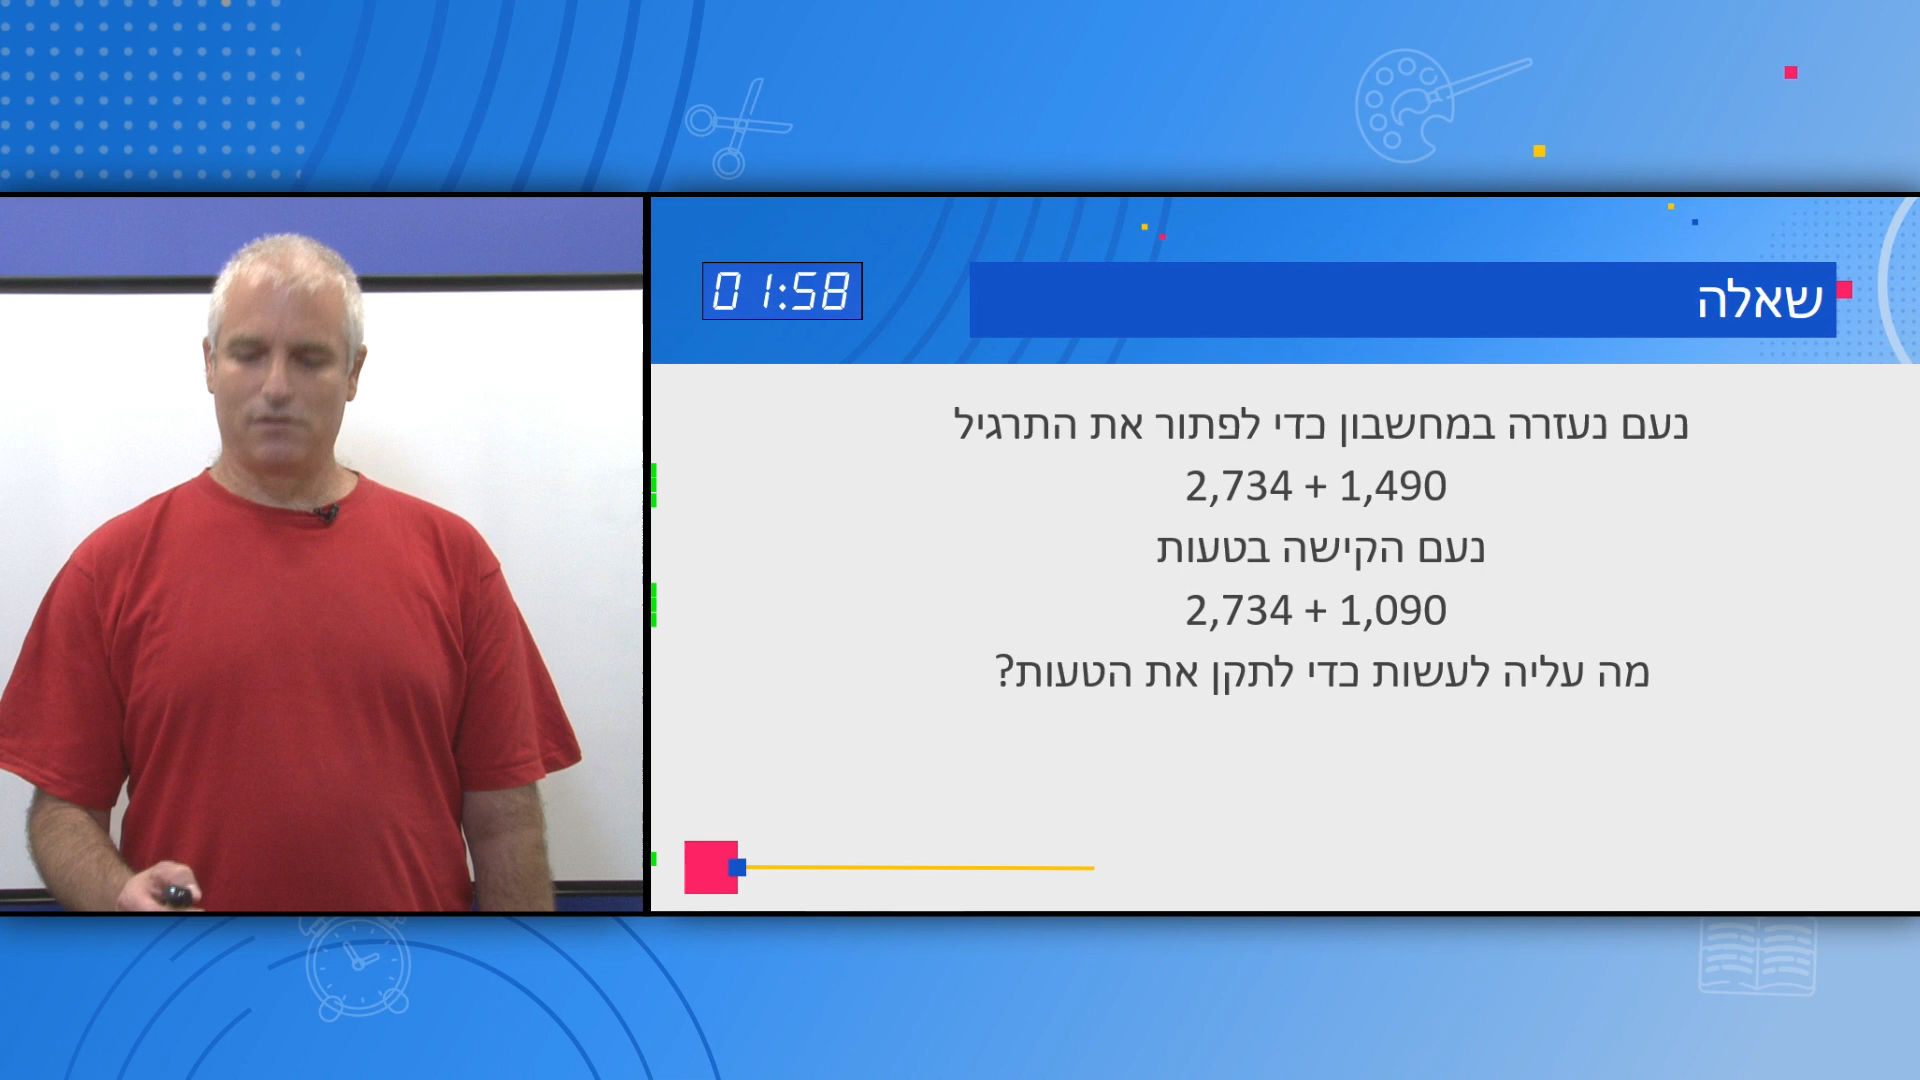 שאלה
01:58
נעם נעזרה במחשבון כדי לפתור את התרגיל
2,734 + 1,490
נעם הקישה בטעות
2,734 + 1,090
מה עליה לעשות כדי לתקן את הטעות?